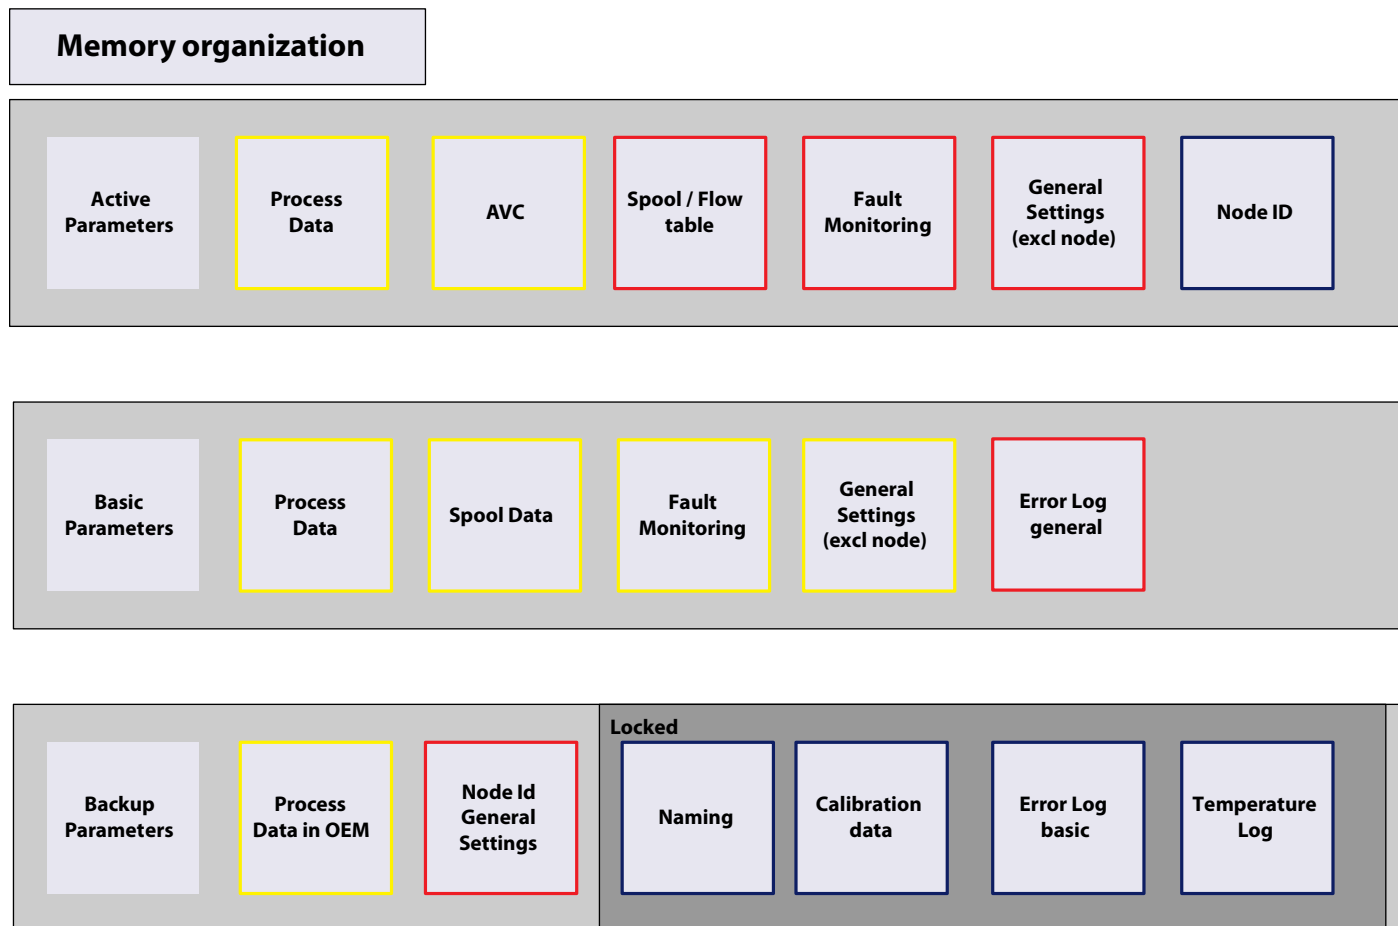 Memory organization
Active
Parameters
Process
Data
AVC
Spool / Flow
table
Fault
Monitoring
General
Settings
(excl node)
Node ID
Basic
Parameters
Process
Data
Spool Data
Fault
Monitoring
General
Settings
(excl node)
Error Log
general
Backup
Parameters
Process
Data in OEM
Node Id
General
Settings
Locked
Naming
Calibration
data
Error Log
basic
Temperature
Log